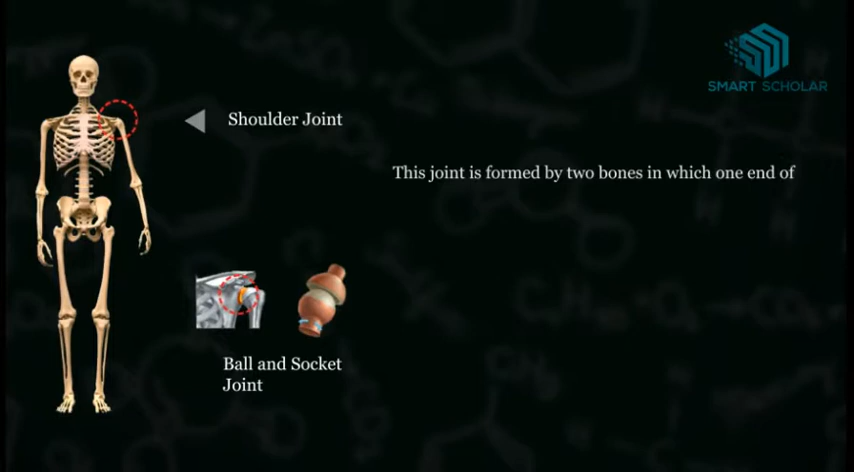 SMART SCHOLAR
Shoulder Joint
This joint is formed by two bones in which one end of
Ball and Socket
Joint